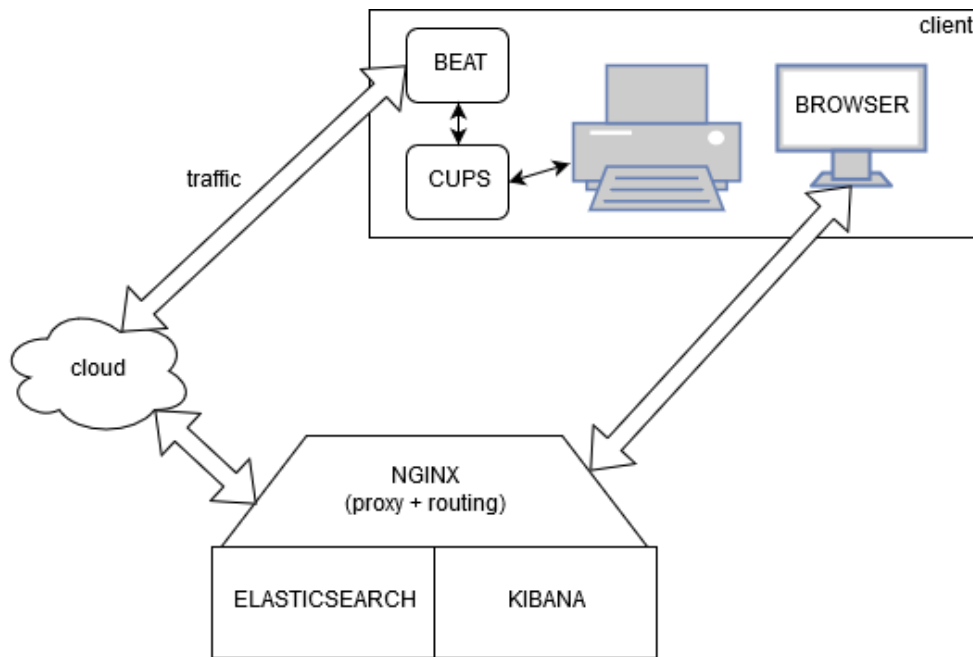 client
BEAT
BROWSER
CUPS
traffic
cloud
NGINX
(proxy + routing)
ELASTICSEARCH
KIBANA